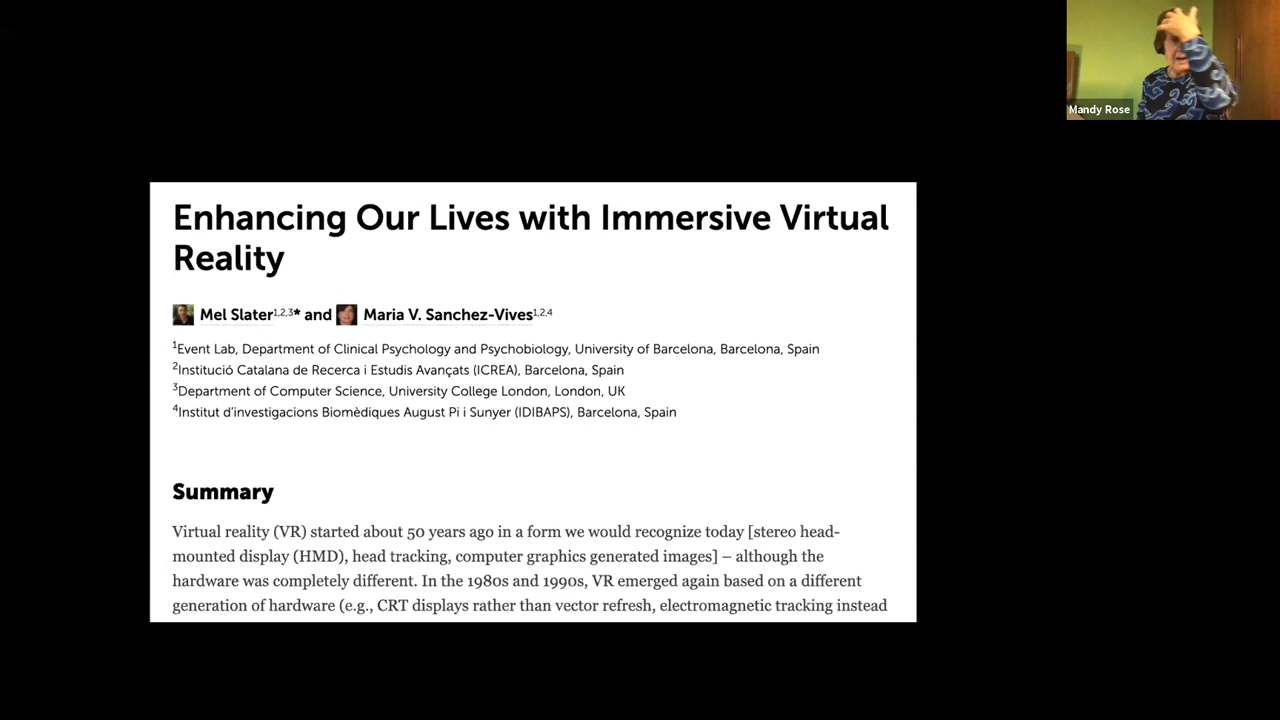 Mandy Rose
Enhancing Our Lives with Immersive Virtual
Reality
Mel Slater1,2,3* and Maria V. Sanchez-Vives1,2,4
1Event Lab, Department of Clinical Psychology and Psychobiology, University of Barcelona, Barcelona, Spain
2Institució Catalana de Recerca i Estudis Avançats (ICREA), Barcelona, Spain
3Department of Computer Science, University College London, London, UK
4Institut d’investigacions Biomèdiques August Pi i Sunyer (IDIBAPS), Barcelona, Spain
Summary
Virtual reality (VR) started about 50 years ago in a form we would recognize today [stereo head-
mounted display (HMD), head tracking, computer graphics generated images] – although the
hardware was completely different. In the 1980s and 1990s, VR emerged again based on a different
generation of hardware (e.g., CRT displays rather than vector refresh, electromagnetic tracking instead